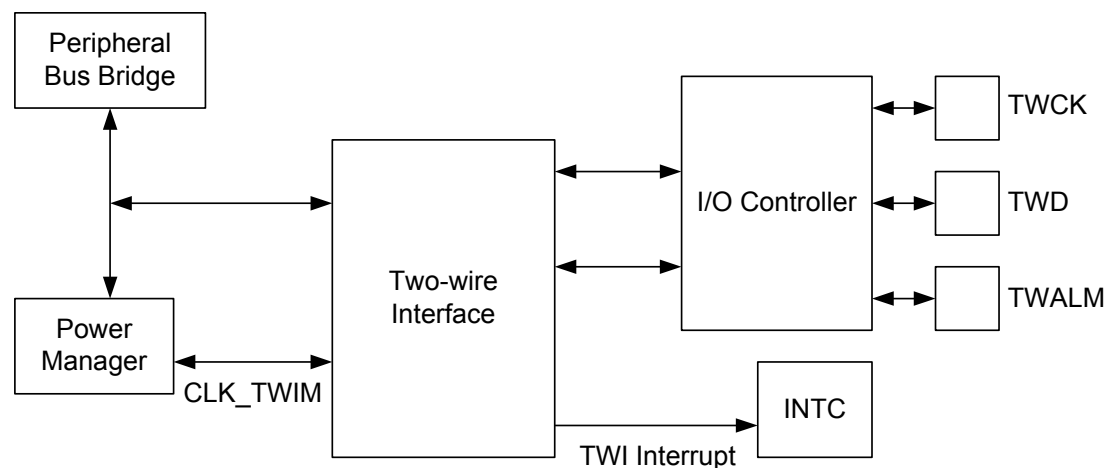 Peripheral
Bus Bridge
TWCK
I/O Controller
TWD
Two-wire
Interface
TWALM
Power
Manager
CLK_TWIM
INTC
TWI Interrupt